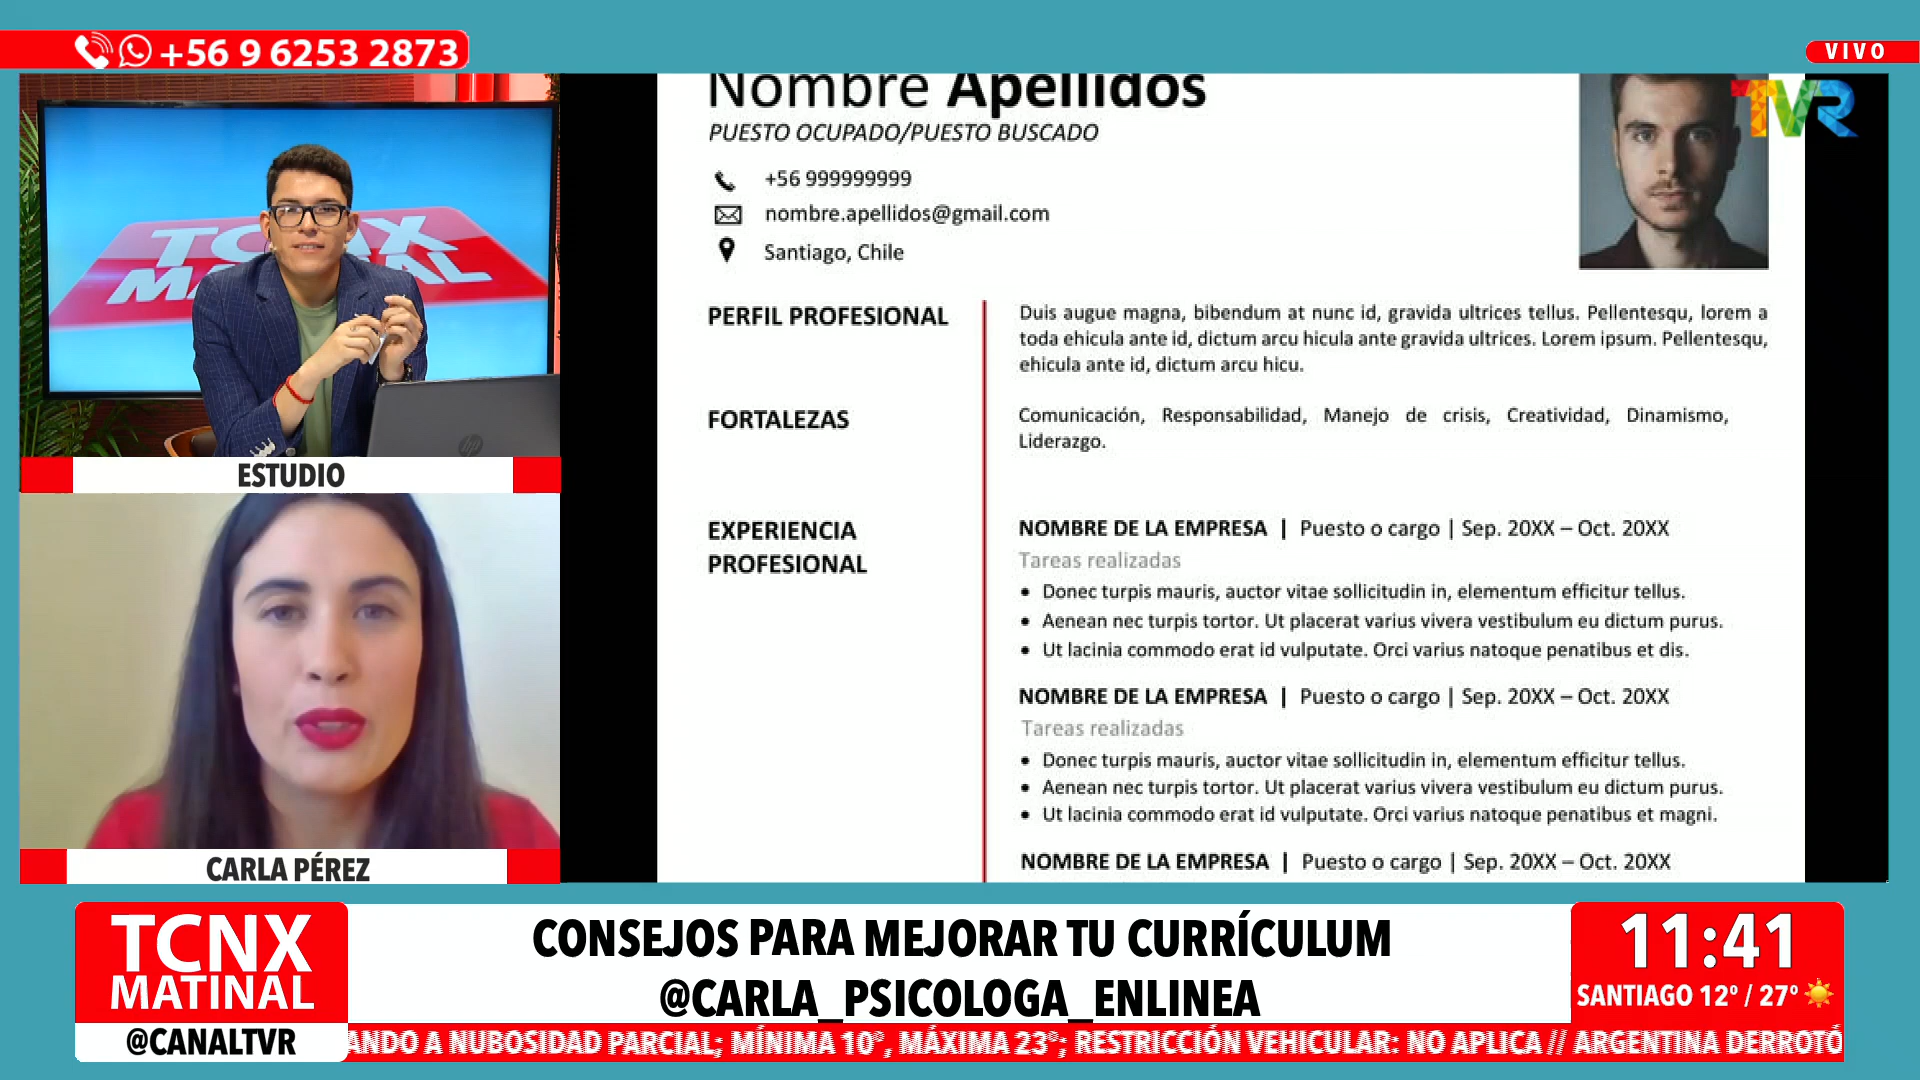 +56 9 6253 2873
VIVO
TVR
TCNX
MATINAL
hp
ESTUDIO
CARLA PÉREZ
Nombre Apellidos
PUESTO OCUPADO/PUESTO BUSCADO
+56 999999999
nombre.apellidos@gmail.com
Santiago, Chile
PERFIL PROFESIONAL
Duis augue magna, bibendum at nunc id, gravida ultrices tellus. Pellentesqu, lorem a
toda ehicula ante id, dictum arcu hicula ante gravida ultrices. Lorem ipsum. Pellentesqu,
ehicula ante id, dictum arcu hicu.
FORTALEZAS
Comunicación, Responsabilidad, Manejo de crisis, Creatividad, Dinamismo,
Liderazgo.
EXPERIENCIA
PROFESIONAL
NOMBRE DE LA EMPRESA | Puesto o cargo | Sep. 20XX – Oct. 20XX
Tareas realizadas
• Donec turpis mauris, auctor vitae sollicitudin in, elementum efficitur tellus.
• Aenean nec turpis tortor. Ut placerat varius vivera vestibulum eu dictum purus.
• Ut lacinia commodo erat id vulputate. Orci varius natoque penatibus et dis.
NOMBRE DE LA EMPRESA | Puesto o cargo | Sep. 20XX – Oct. 20XX
Tareas realizadas
• Donec turpis mauris, auctor vitae sollicitudin in, elementum efficitur tellus.
• Aenean nec turpis tortor. Ut placerat varius vivera vestibulum eu dictum purus.
• Ut lacinia commodo erat id vulputate. Orci varius natoque penatibus et magni.
NOMBRE DE LA EMPRESA | Puesto o cargo | Sep. 20XX – Oct. 20XX
TCNX
MATINAL
@CANALTVR
CONSEJOS PARA MEJORAR TU CURRÍCULUM
@CARLA_PSICOLOGA_ENLINEA
11:41
SANTIAGO 12º / 27º
ANDO A NUBOSIDAD PARCIAL; MÍNIMA 10°, MÁXIMA 23°; RESTRICCIÓN VEHICULAR: NO APLICA // ARGENTINA DERROTÓ